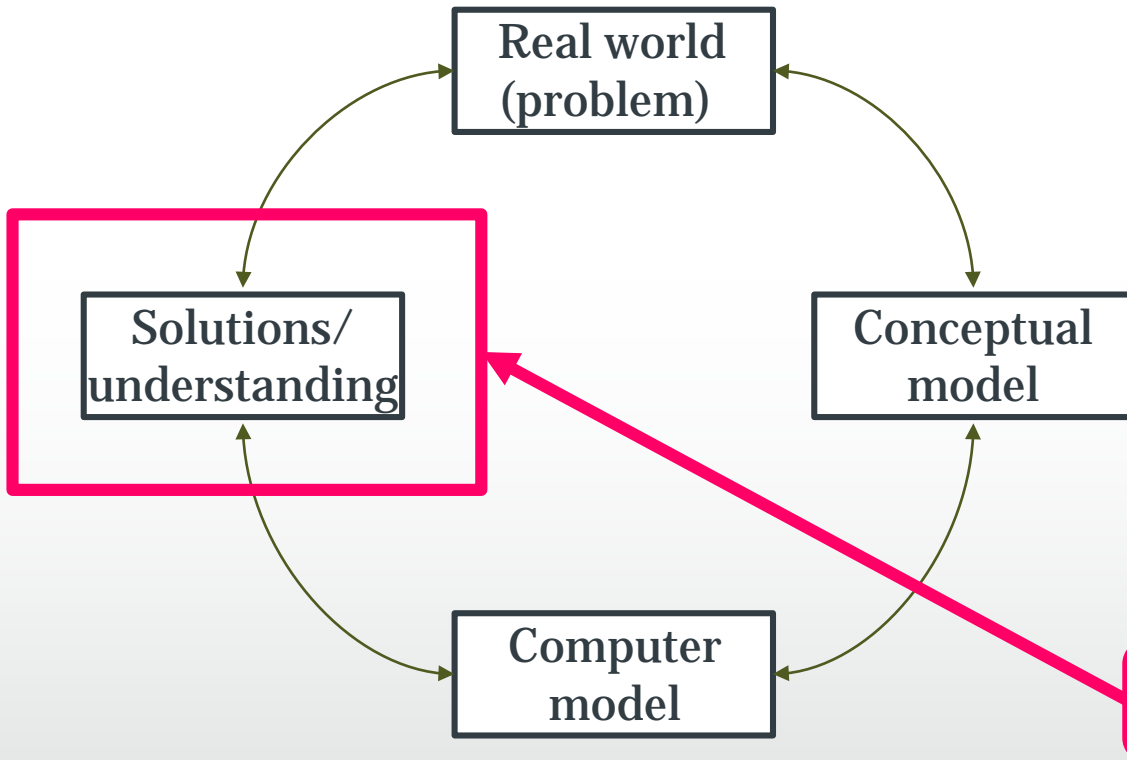 Real world
(problem)
Solutions/
understanding
Conceptual
model
Computer
model